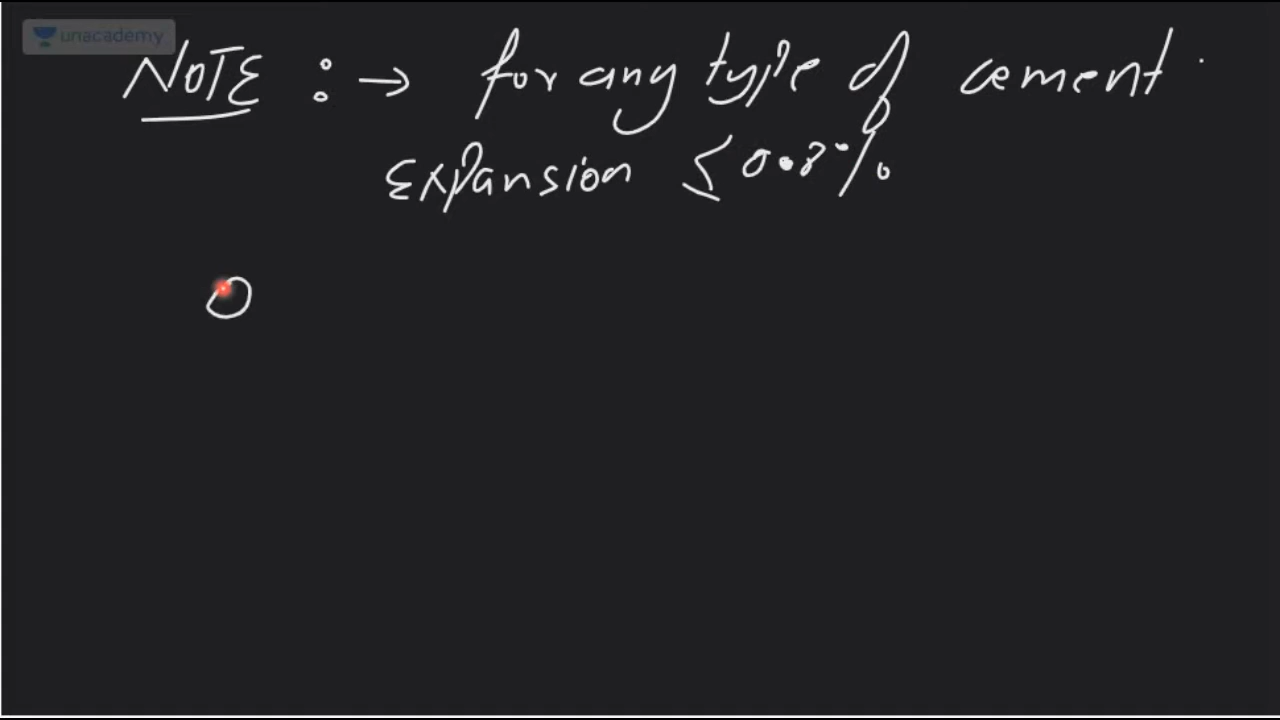 unacademy
NOTE : → for any type of cement
expansion ≤ 0.8%